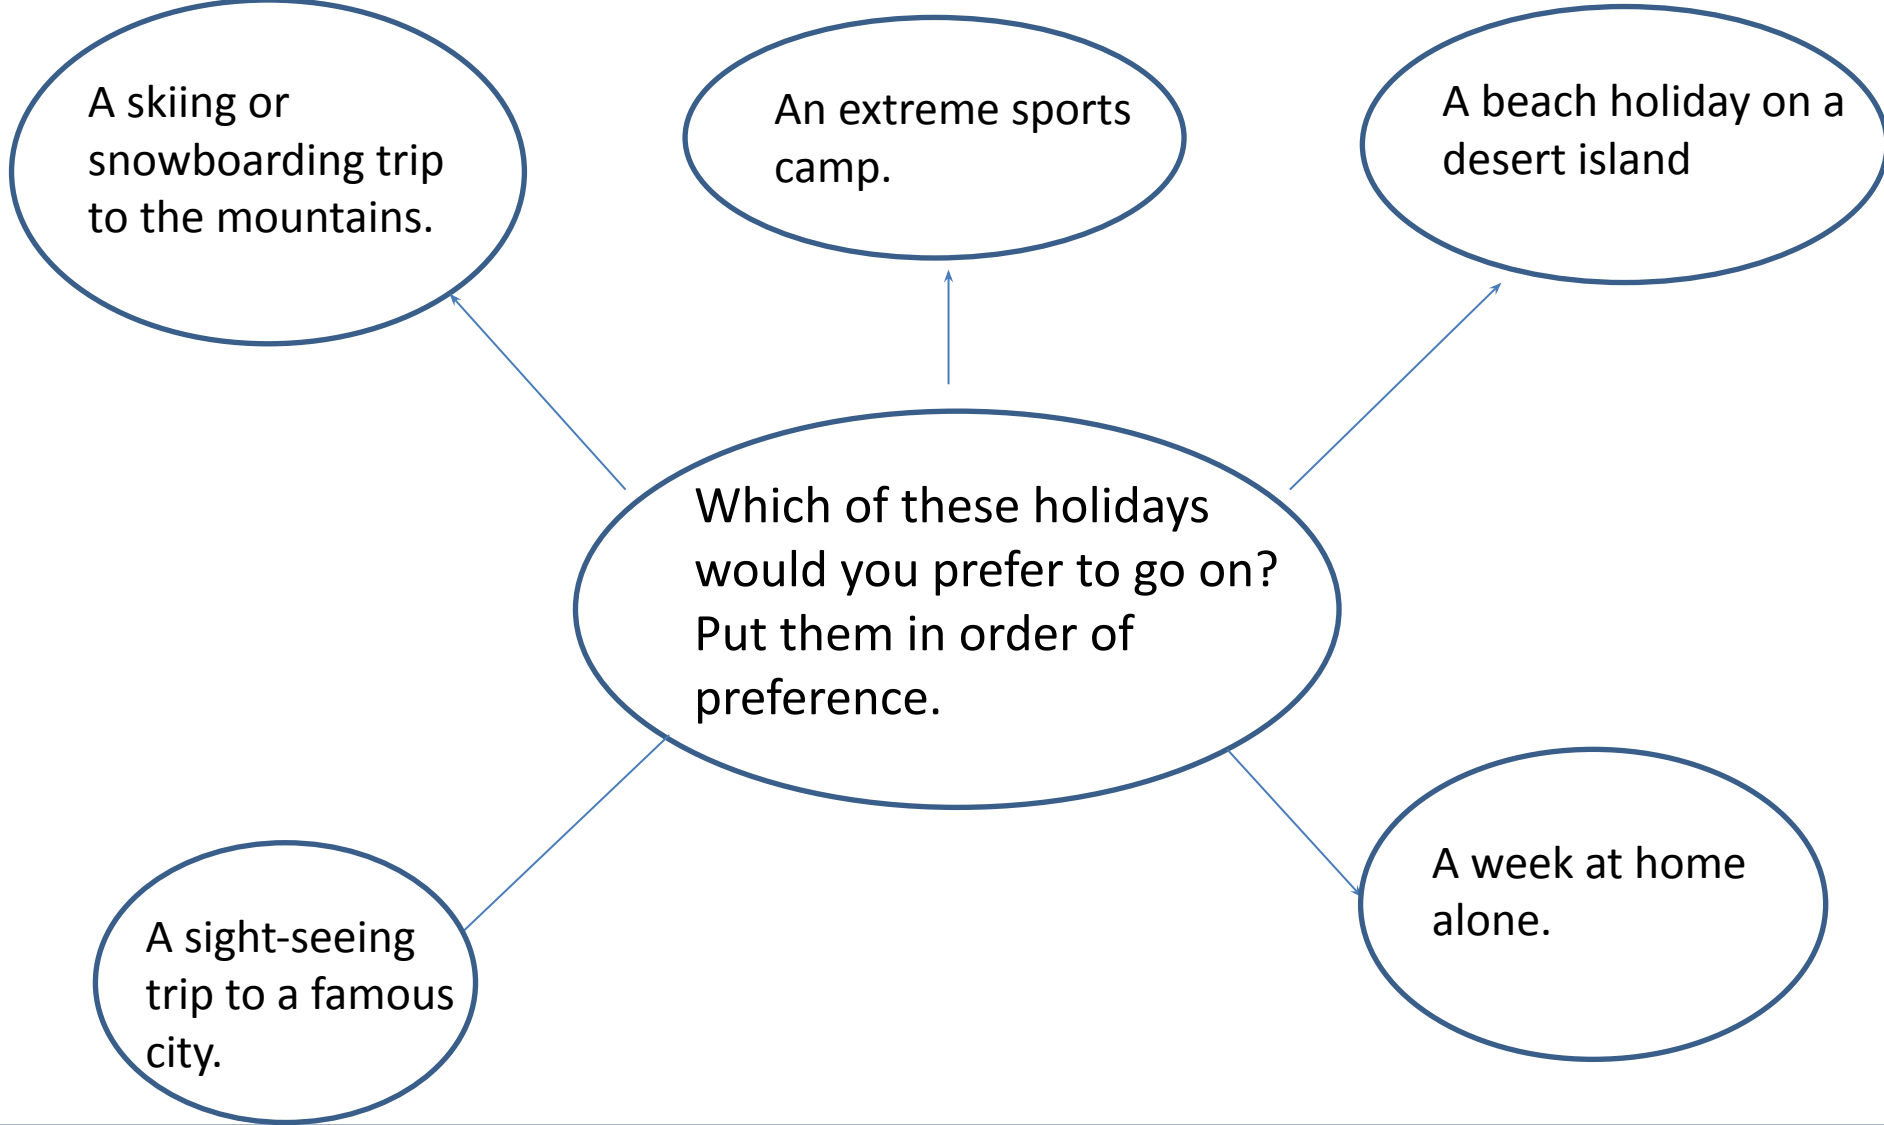 A skiing or
snowboarding trip
to the mountains.
An extreme sports
camp.
A beach holiday on a
desert island
Which of these holidays
would you prefer to go on?
Put them in order of
preference.
A sight-seeing
trip to a famous
city.
A week at home
alone.